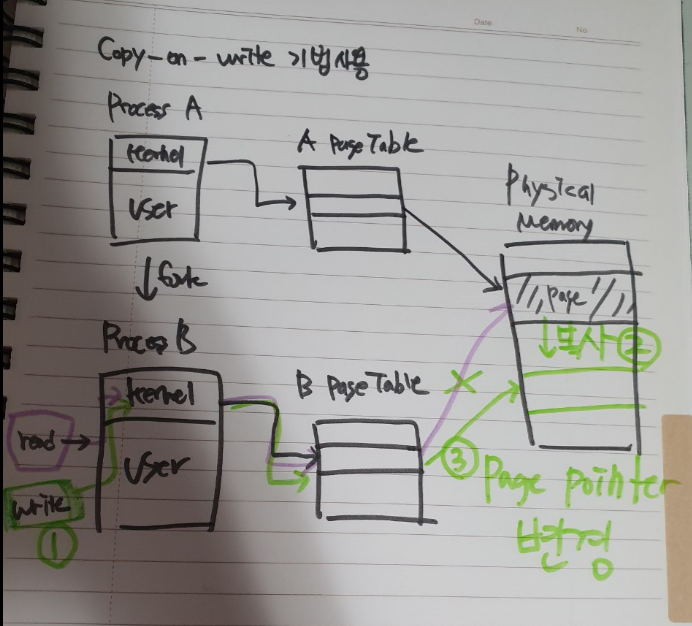 Date
No.
Copy-on-write 기법사용
Process A
kernel
user
A Page Table
Physical
Memory
page
↓ fork
↓복사 ②
Process B
kernel
user
B Page Table
X
read →
write
①
③ Page pointer
변경